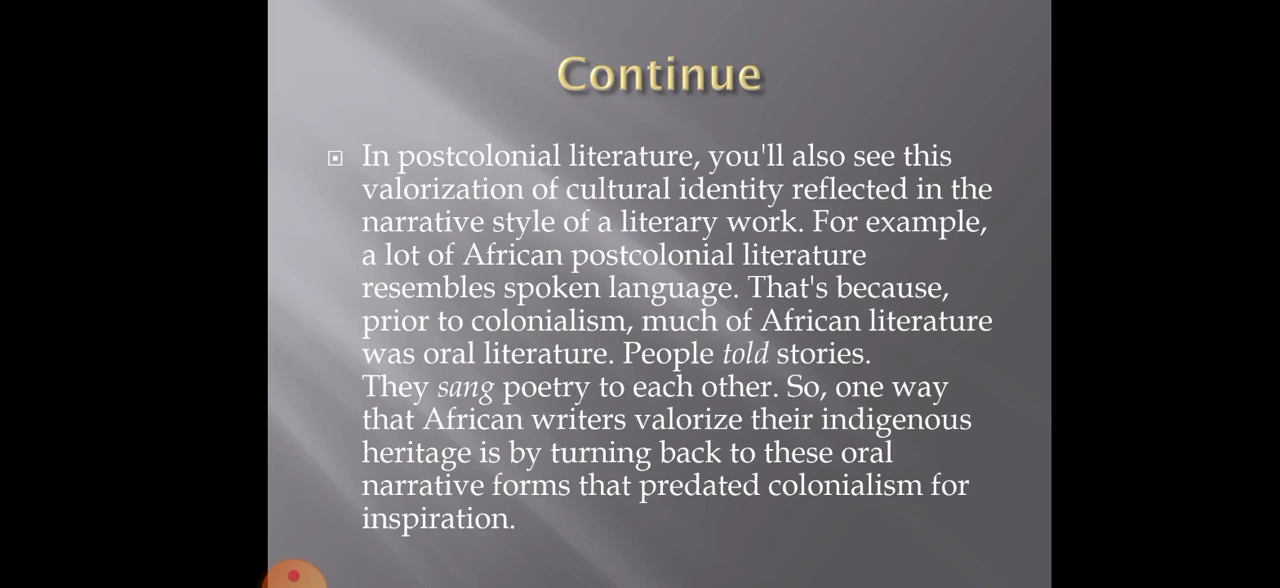 Continue
In postcolonial literature, you'll also see this
valorization of cultural identity reflected in the
narrative style of a literary work. For example,
a lot of African postcolonial literature
resembles spoken language. That's because,
prior to colonialism, much of African literature
was oral literature. People told stories.
They sang poetry to each other. So, one way
that African writers valorize their indigenous
heritage is by turning back to these oral
narrative forms that predated colonialism for
inspiration.